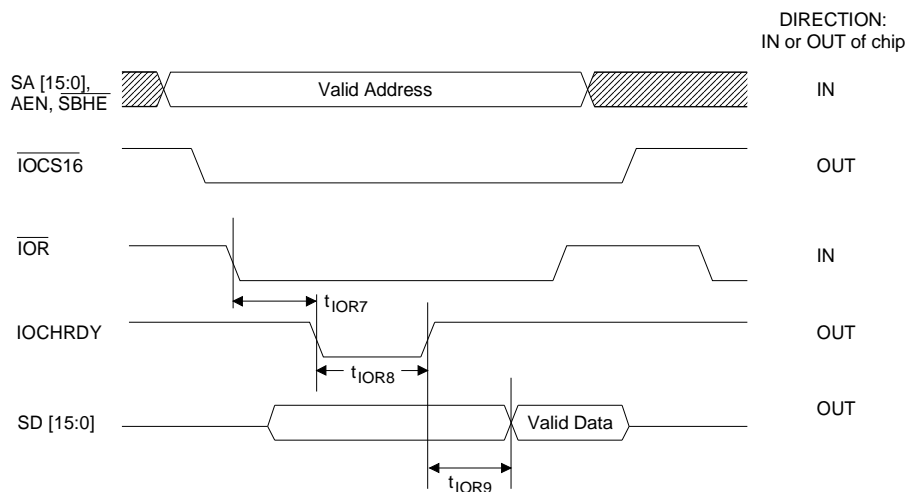 DIRECTION:
IN or OUT of chip
SA [15:0],
AEN, SBHE
Valid Address
IN
IOCS16
OUT
IOR
IN
tIOR7
IOCHRDY
OUT
tIOR8
SD [15:0]
Valid Data
OUT
tIOR9